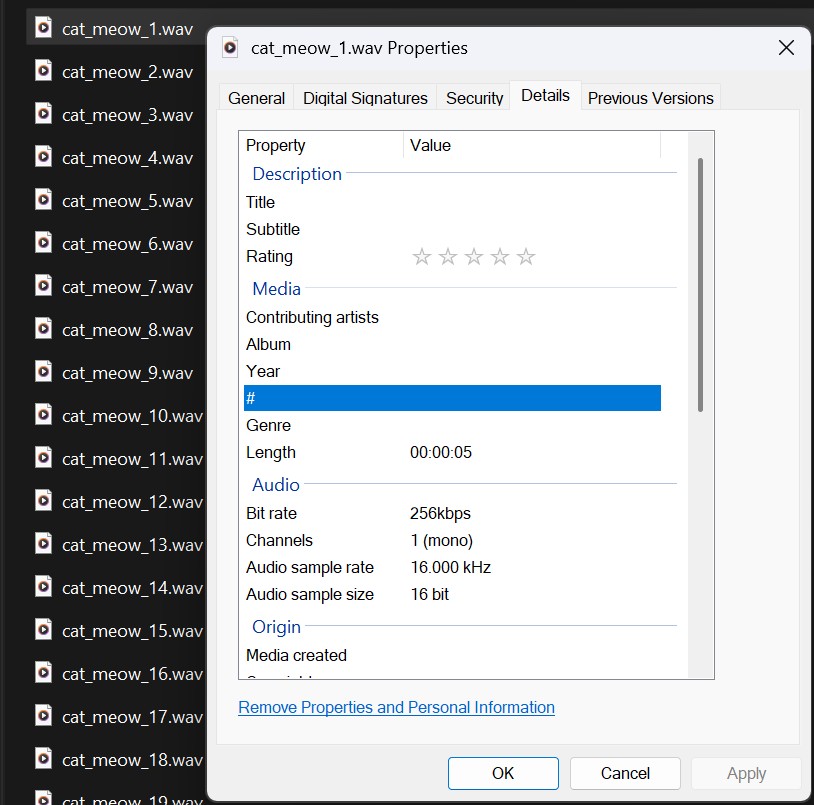 cat_meow_1.wav
cat_meow_2.wav
cat_meow_3.wav
cat_meow_4.wav
cat_meow_5.wav
cat_meow_6.wav
cat_meow_7.wav
cat_meow_8.wav
cat_meow_9.wav
cat_meow_10.wav
cat_meow_11.wav
cat_meow_12.wav
cat_meow_13.wav
cat_meow_14.wav
cat_meow_15.wav
cat_meow_16.wav
cat_meow_17.wav
cat_meow_18.wav
cat_meow_19.wav
cat_meow_1.wav Properties
General Digital Signatures Security Details Previous Versions
Property Value
Description
Title
Subtitle
Rating
Media
Contributing artists
Album
Year
#
Genre
Length 00:00:05
Audio
Bit rate 256kbps
Channels 1 (mono)
Audio sample rate 16.000 kHz
Audio sample size 16 bit
Origin
Media created
Remove Properties and Personal Information
OK Cancel Apply